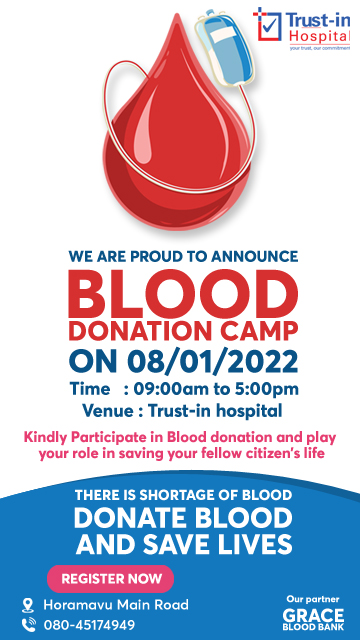 Trust-in
Hospital
your trust, our commitment
WE ARE PROUD TO ANNOUNCE
BLOOD
DONATION CAMP
ON 08/01/2022
Time : 09:00am to 5:00pm
Venue : Trust-in hospital
Kindly Participate in Blood donation and play
your role in saving your fellow citizen's life
THERE IS SHORTAGE OF BLOOD
DONATE BLOOD
AND SAVE LIVES
REGISTER NOW
Horamavu Main Road
080-45174949
Our partner
GRACE
BLOOD BANK